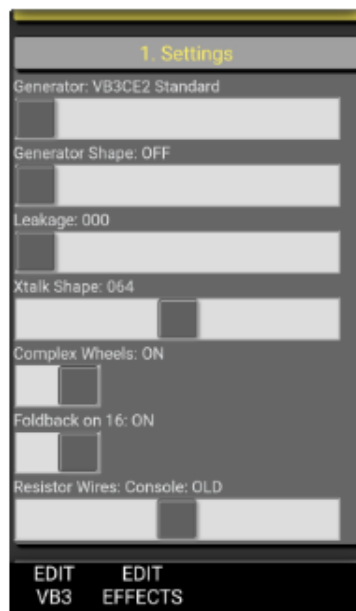 1. Settings
Generator: VB3CE2 Standard
Generator Shape: OFF
Leakage: 000
Xtalk Shape: 064
Complex Wheels: ON
Foldback on 16: ON
Resistor Wires: Console: OLD
EDIT EDIT
VB3 EFFECTS